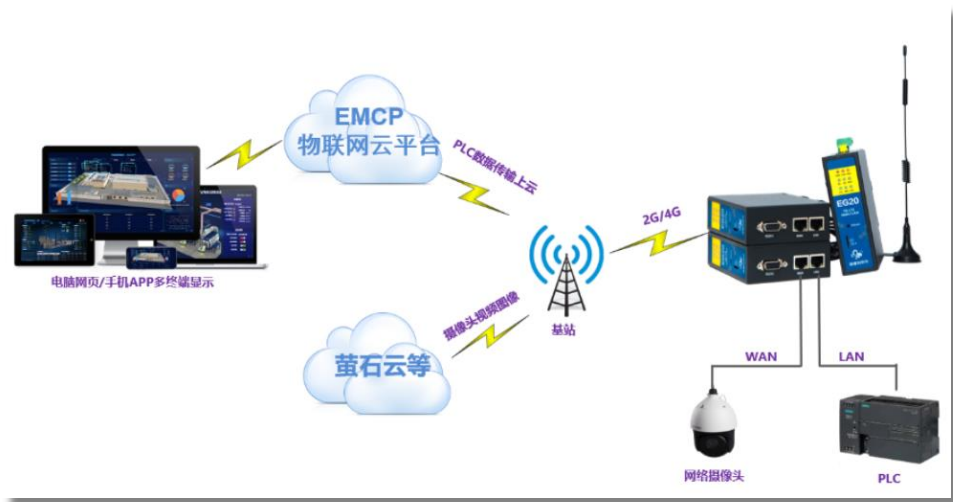 EMCP
物联网云平台
PLC数据传输上云
2G/4G
EG20
电脑网页/手机APP多终端显示
摄像头视频图像
基站
萤石云等
WAN
LAN
网络摄像头
PLC